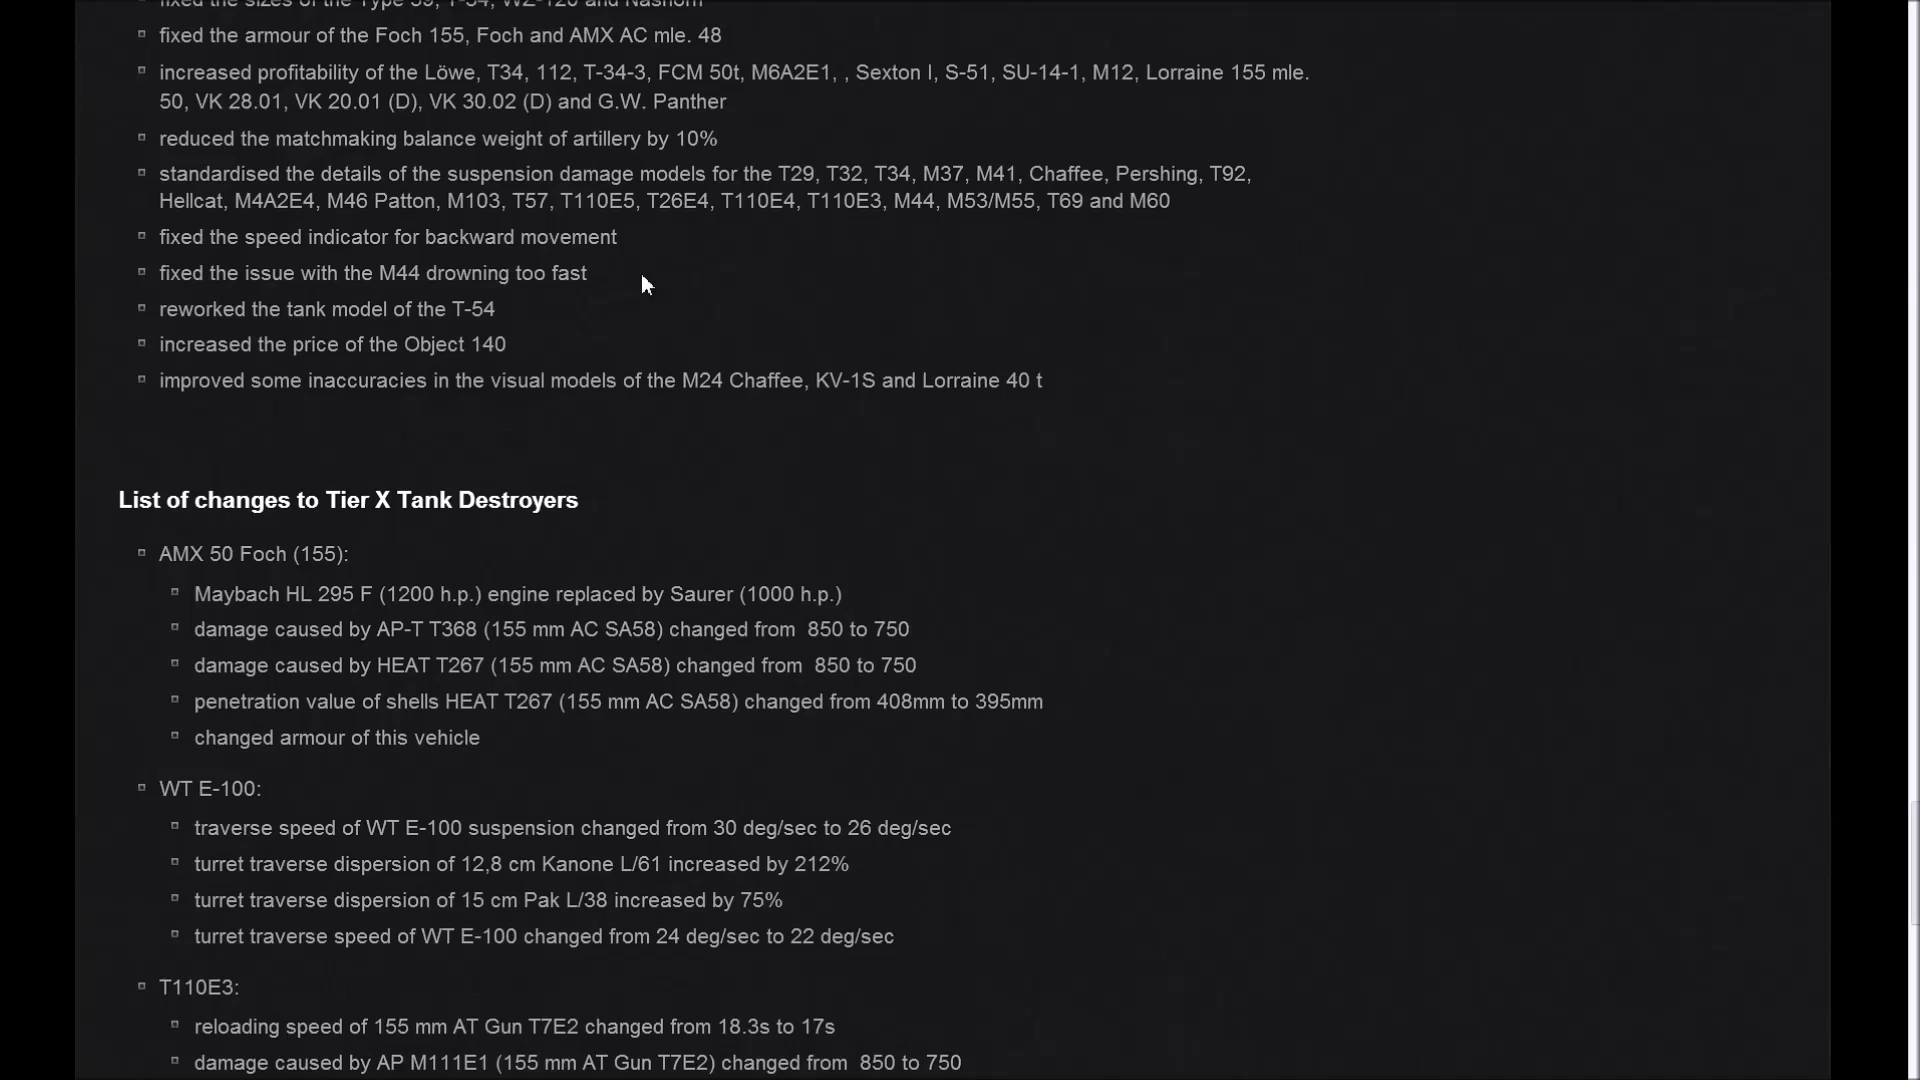 fixed the sizes of the Type 59, T-54, WZ-120 and Nashorn
fixed the armour of the Foch 155, Foch and AMX AC mle. 48
increased profitability of the Löwe, T34, 112, T-34-3, FCM 50t, M6A2E1, , Sexton I, S-51, SU-14-1, M12, Lorraine 155 mle.
50, VK 28.01, VK 20.01 (D), VK 30.02 (D) and G.W. Panther
reduced the matchmaking balance weight of artillery by 10%
standardised the details of the suspension damage models for the T29, T32, T34, M37, M41, Chaffee, Pershing, T92,
Hellcat, M4A2E4, M46 Patton, M103, T57, T110E5, T26E4, T110E4, T110E3, M44, M53/M55, T69 and M60
fixed the speed indicator for backward movement
fixed the issue with the M44 drowning too fast
reworked the tank model of the T-54
increased the price of the Object 140
improved some inaccuracies in the visual models of the M24 Chaffee, KV-1S and Lorraine 40 t
List of changes to Tier X Tank Destroyers
AMX 50 Foch (155):
Maybach HL 295 F (1200 h.p.) engine replaced by Saurer (1000 h.p.)
damage caused by AP-T T368 (155 mm AC SA58) changed from  850 to 750
damage caused by HEAT T267 (155 mm AC SA58) changed from  850 to 750
penetration value of shells HEAT T267 (155 mm AC SA58) changed from 408mm to 395mm
changed armour of this vehicle
WT E-100:
traverse speed of WT E-100 suspension changed from 30 deg/sec to 26 deg/sec
turret traverse dispersion of 12,8 cm Kanone L/61 increased by 212%
turret traverse dispersion of 15 cm Pak L/38 increased by 75%
turret traverse speed of WT E-100 changed from 24 deg/sec to 22 deg/sec
T110E3:
reloading speed of 155 mm AT Gun T7E2 changed from 18.3s to 17s
damage caused by AP M111E1 (155 mm AT Gun T7E2) changed from  850 to 750